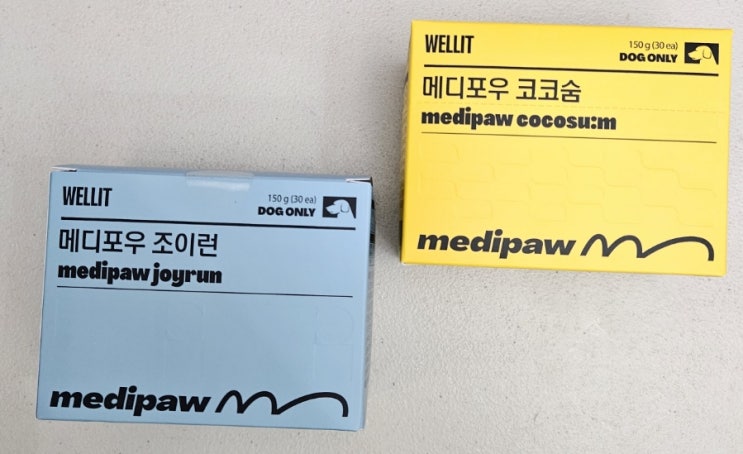 WELLIT
150 g (30 ea)
DOG ONLY
메디포우 코코숨
medipaw cocosu:m
medipaw
WELLIT
150 g (30 ea)
DOG ONLY
메디포우 조이런
medipaw joyrun
medipaw